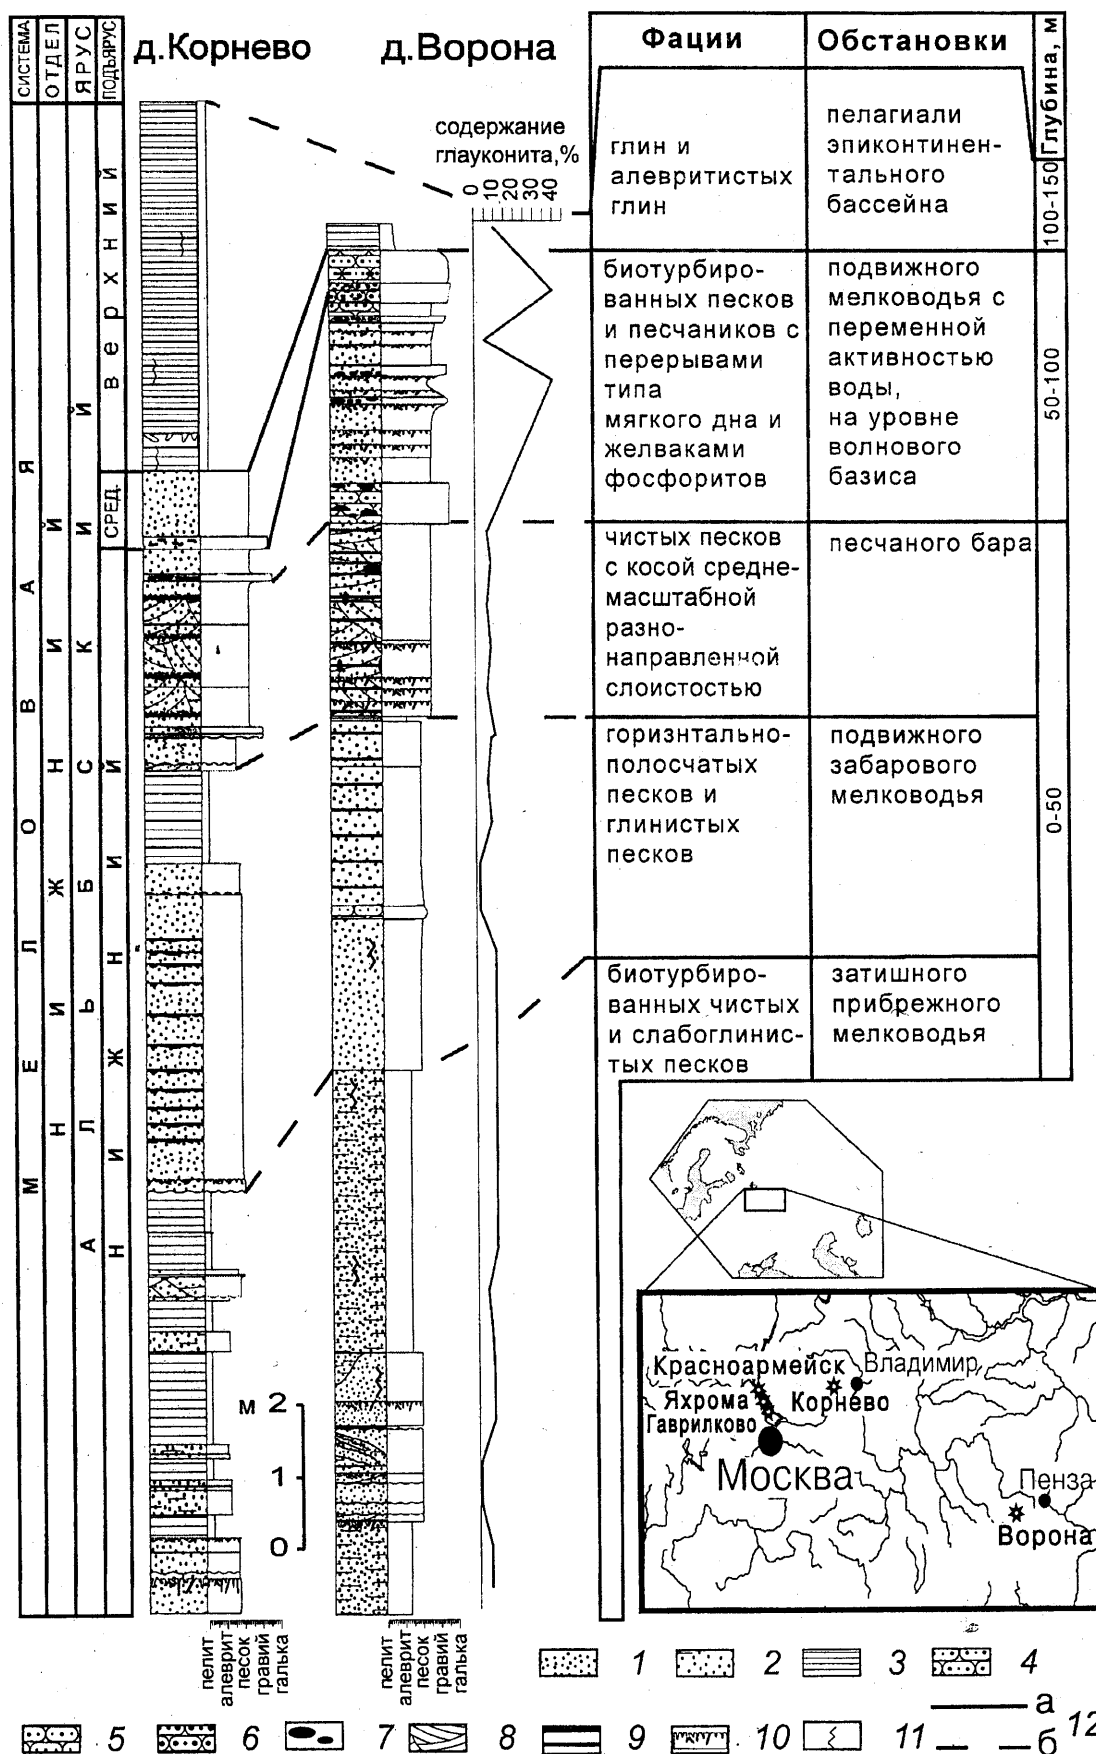 СИСТЕМА
ОТДЕЛ
ЯРУС
ПОДЪЯРУС
МЕЛОВАЯ
НИЖНИЙ
АЛЬБСКИЙ
ВЕРХНИЙ
СРЕД.
НИЖНИЙ
д.Корнево
д.Ворона
содержание
глауконита,%
0
10
20
30
40
Фации
Обстановки
Глубина, м
глин и
алевритистых
глин
пелагиали
эпиконтинен-
тального
бассейна
100-150
биотурбиро-
ванных песков
и песчаников с
перерывами
типа
мягкого дна и
желваками
фосфоритов
подвижного
мелководья с
переменной
активностью
воды,
на уровне
волнового
базиса
50-100
чистых песков
с косой средне-
масштабной
разно-
направленной
слоистостью
песчаного бара
горизнтально-
полосчатых
песков и
глинистых
песков
подвижного
забарового
мелководья
0-50
биотурбиро-
ванных чистых
и слабоглинис-
тых песков
затишного
прибрежного
мелководья
м 2
1
0
Красноармейск
Владимир
Яхрома
Корнево
Гаврилково
Москва
Пенза
Ворона
пелит
алеврит
песок
гравий
галька
пелит
алеврит
песок
гравий
галька
1
2
3
4
5
6
7
8
9
10
11
а
б
12